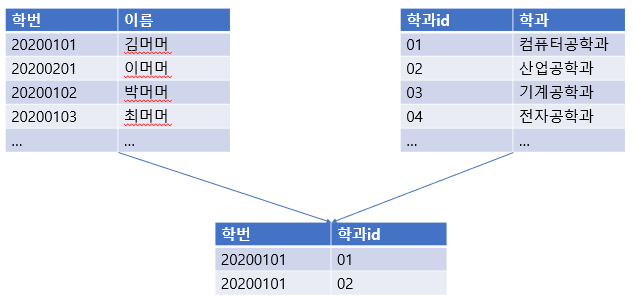 학번 이름
20200101 김머머
20200201 이머머
20200102 박머머
20200103 최머머
... ...
학과id 학과
01 컴퓨터공학과
02 산업공학과
03 기계공학과
04 전자공학과
... ...
학번 학과id
20200101 01
20200101 02